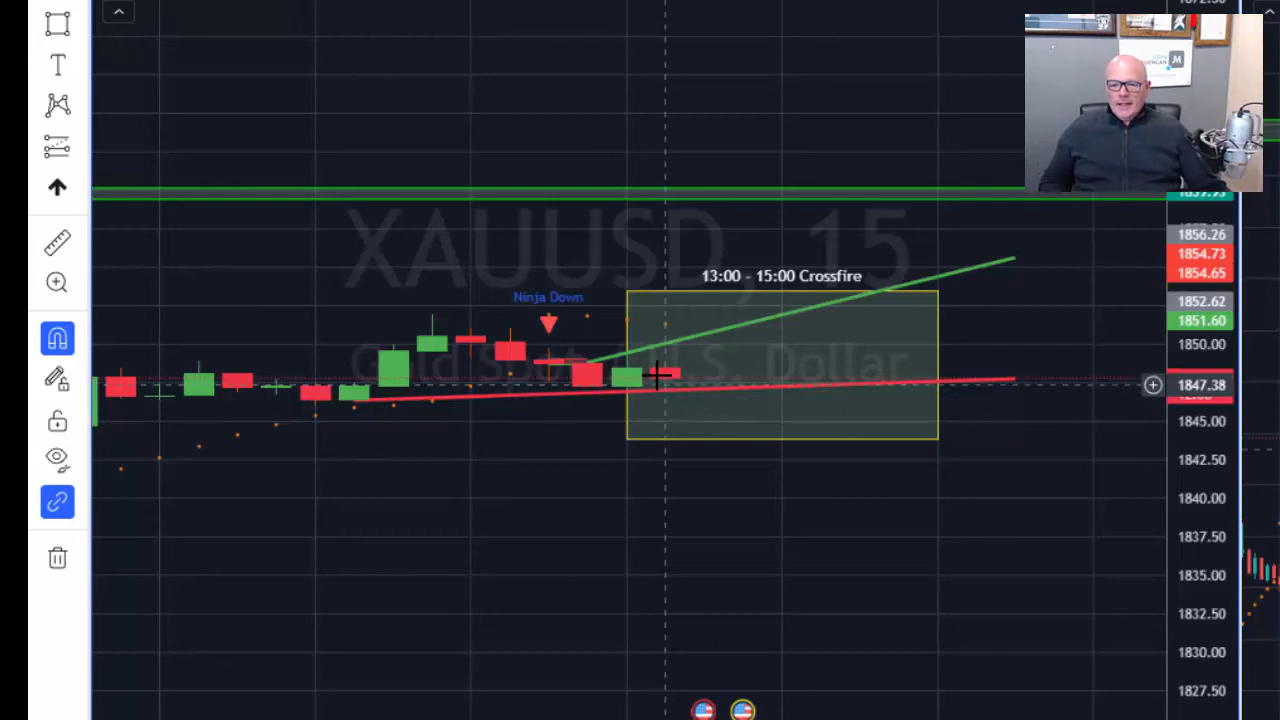 XAUUSD, 15
Gold Spot / U.S. Dollar
13:00 - 15:00 Crossfire
Ninja Down
T
M
1856.26
1854.73
1854.65
1852.62
1851.60
1850.00
1847.38
1845.00
1842.50
1840.00
1837.50
1835.00
1832.50
1830.00
1827.50